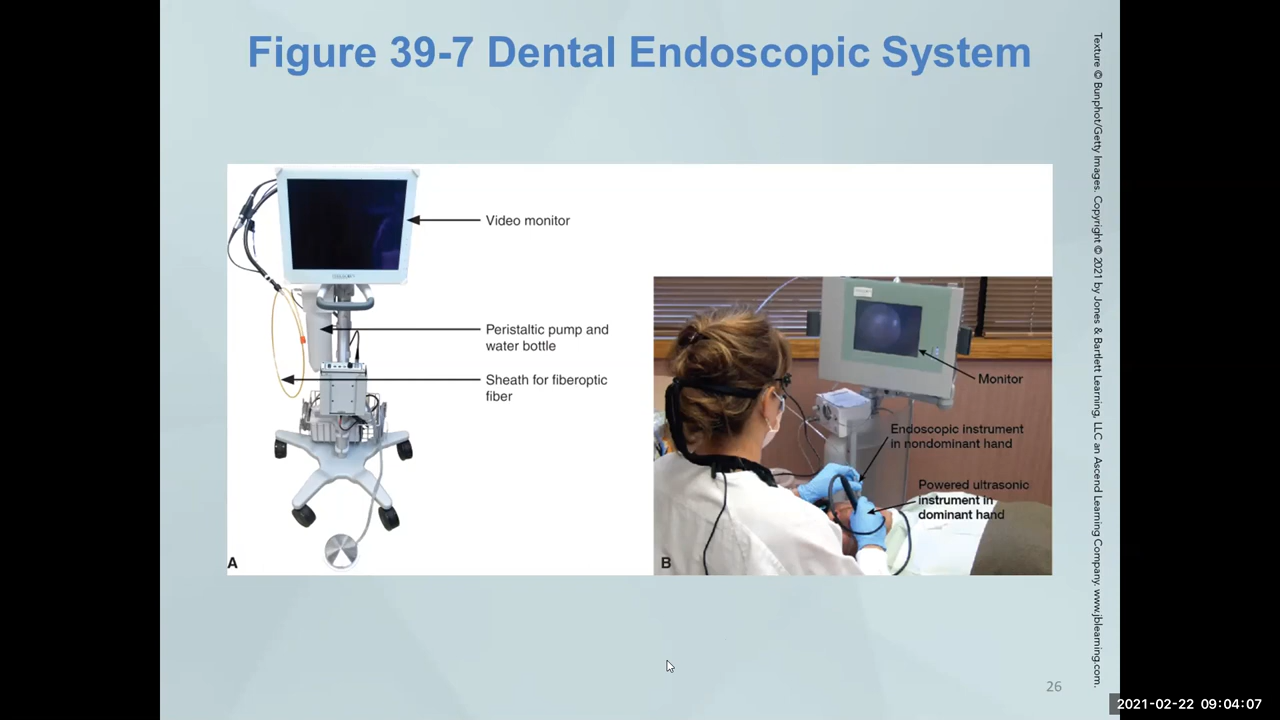 Figure 39-7 Dental Endoscopic System
Video monitor
Peristaltic pump and
water bottle
Sheath for fiberoptic
fiber
A
Monitor
Endoscopic instrument
in nondominant hand
Powered ultrasonic
instrument in
dominant hand
B
Texture © Bunphot/Getty Images. Copyright © 2021 by Jones & Bartlett Learning, LLC an Ascend Learning Company. www.jblearning.com.
26
2021-02-22 09:04:07